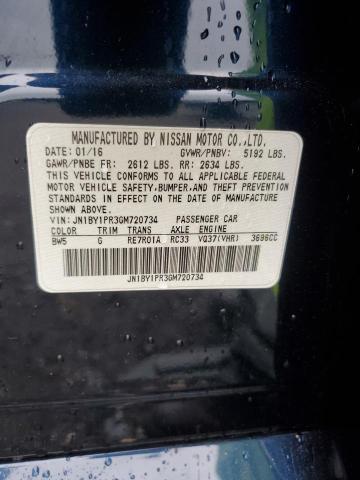 MANUFACTURED BY NISSAN MOTOR CO.,LTD.
DATE: 01/16 GVWR/PNBV: 5192 LBS.
GAWR/PNBE FR: 2612 LBS. RR: 2634 LBS.
THIS VEHICLE CONFORMS TO ALL APPLICABLE FEDERAL
MOTOR VEHICLE SAFETY,BUMPER,AND THEFT PREVENTION
STANDARDS IN EFFECT ON THE DATE OF MANUFACTURE
SHOWN ABOVE.
VIN: JN1BY1PR3GM720734 PASSENGER CAR
COLOR TRIM TRANS AXLE ENGINE
BW5 G RE7R01A RC33 VQ37(VHR) 3696CC
JN1BY1PR3GM720734